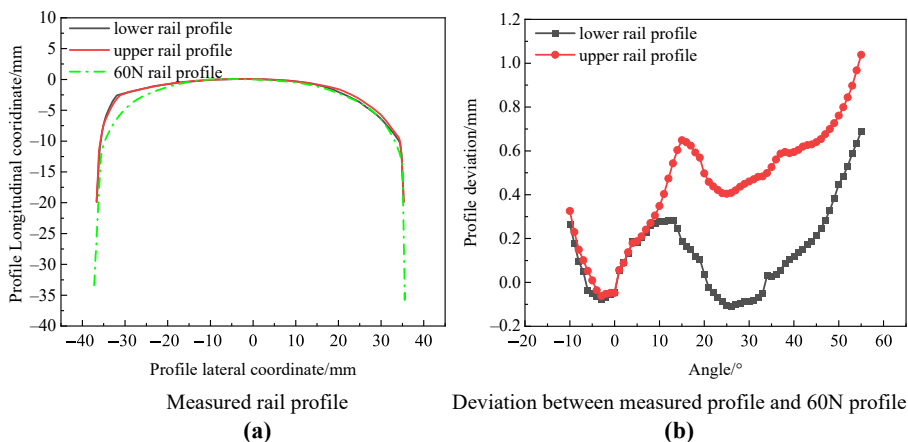 10
5
0
−5
−10
−15
−20
−25
−30
−35
−40
−40
−30
−20
−10
0
10
20
30
40
Profile Longitudinal cooridinate/mm
Profile lateral coordinate/mm
lower rail profile
upper rail profile
60N rail profile
Measured rail profile
(a)
1.2
1.0
0.8
0.6
0.4
0.2
0.0
−0.2
−20
−10
0
10
20
30
40
50
60
Profile deviation/mm
Angle/°
lower rail profile
upper rail profile
Deviation between measured profile and 60N profile
(b)